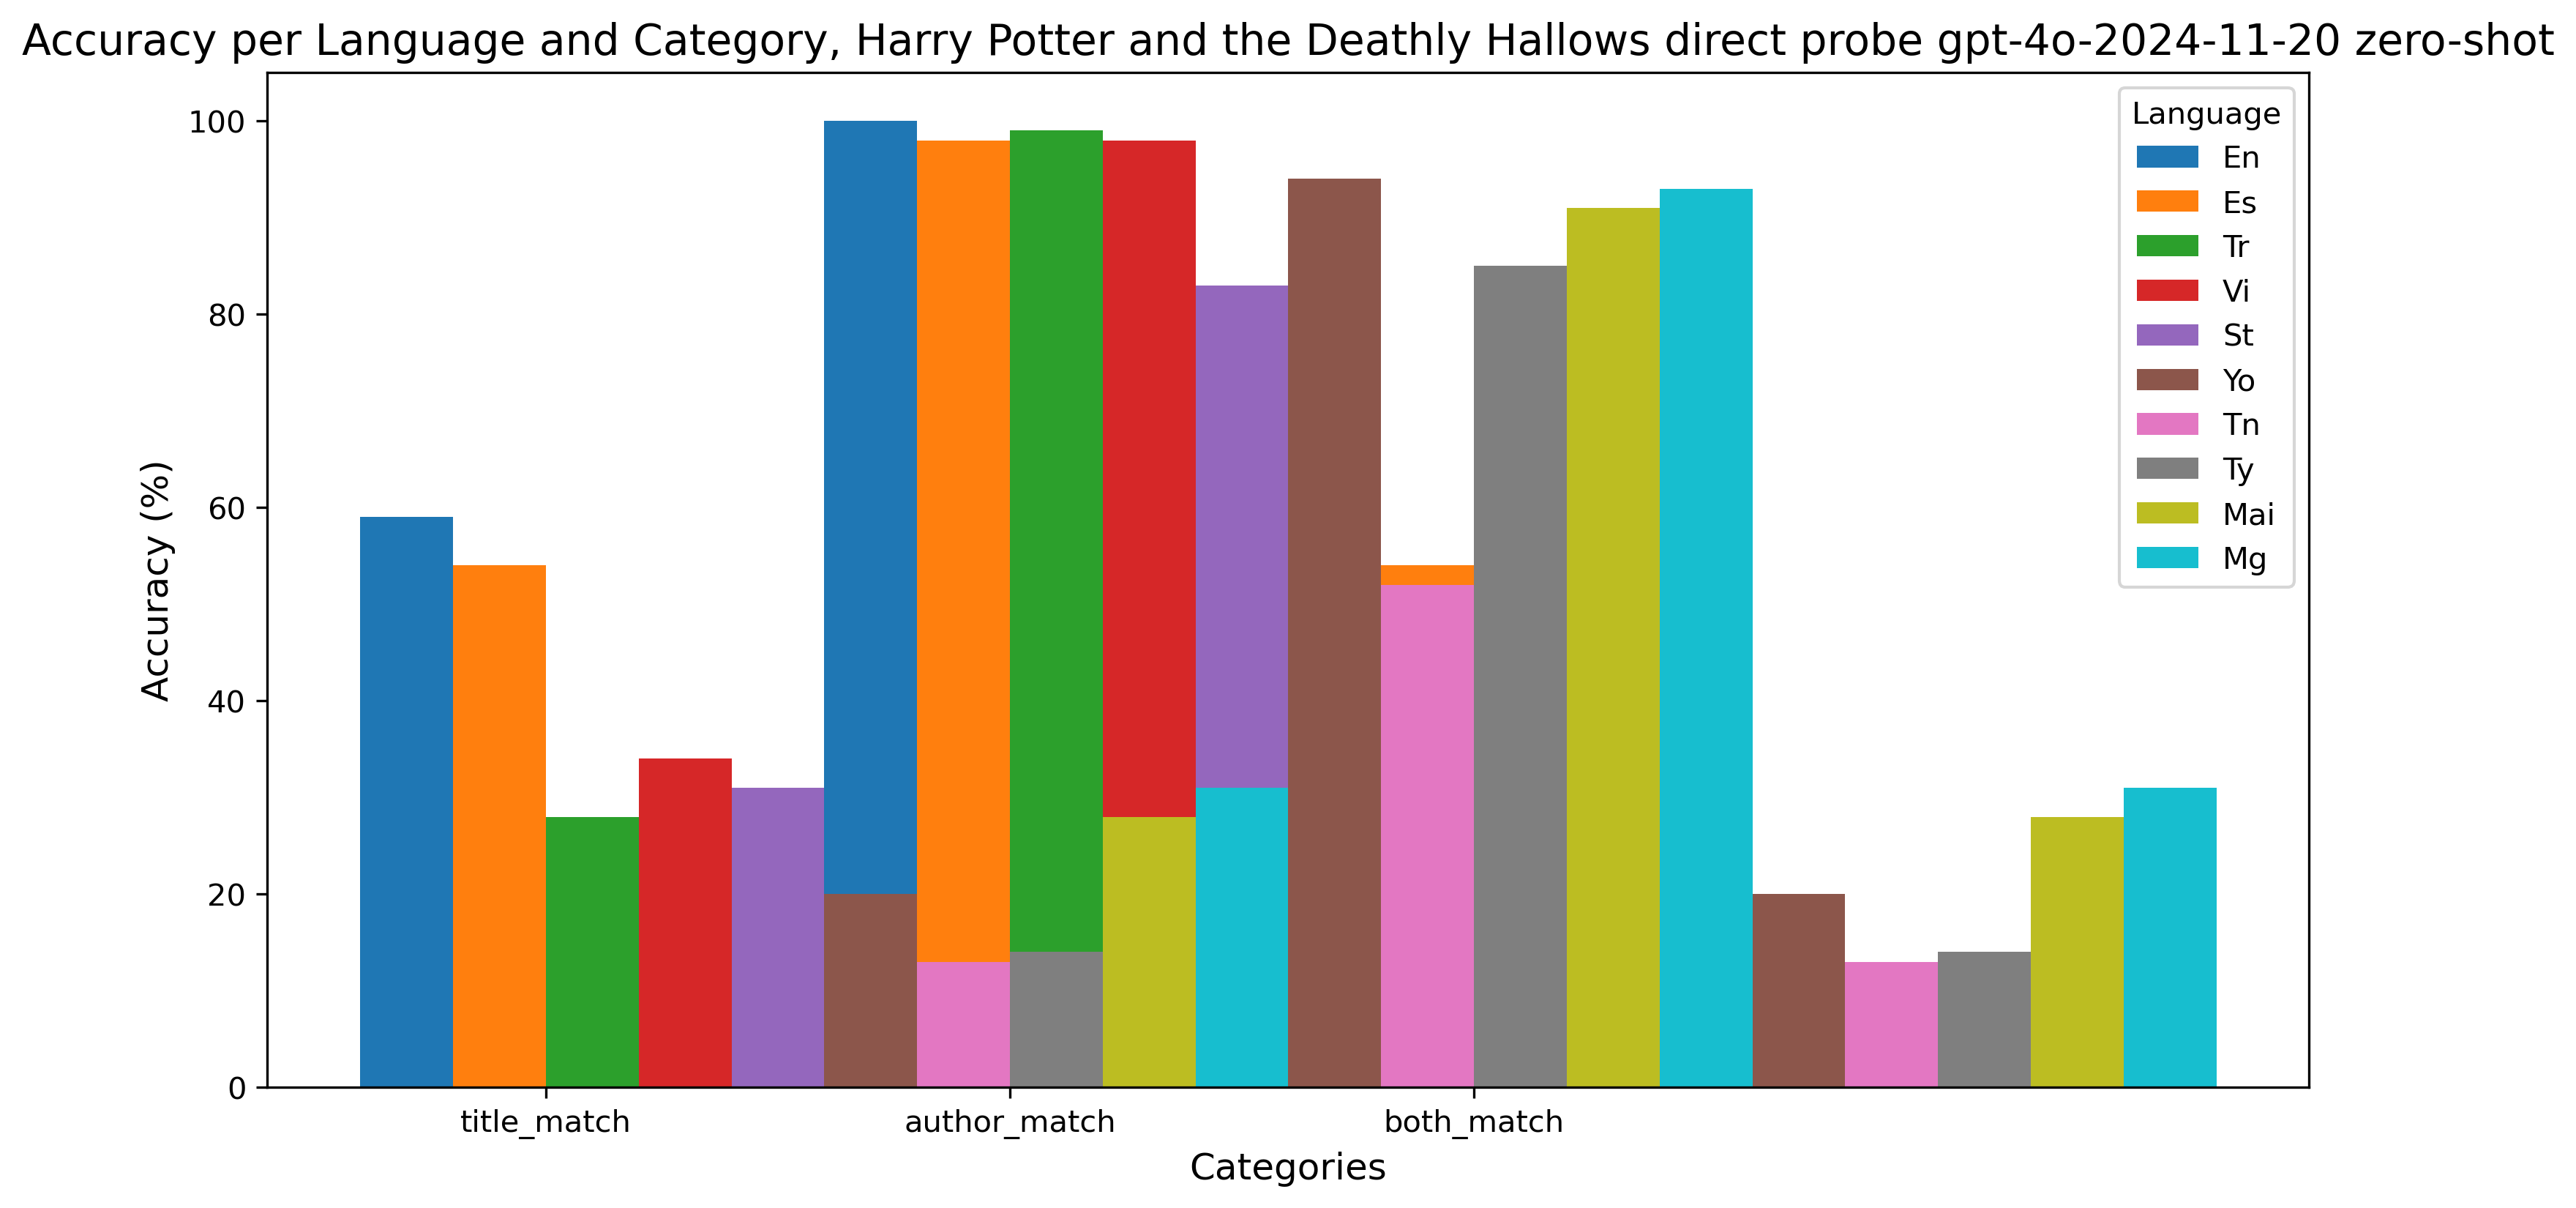 Accuracy per Language and Category, Harry Potter and the Deathly Hallows direct probe gpt-4o-2024-11-20 zero-shot
Accuracy (%)
100
80
60
40
20
0
Language
En
Es
Tr
Vi
St
Yo
Tn
Ty
Mai
Mg
title_match
author_match
both_match
Categories